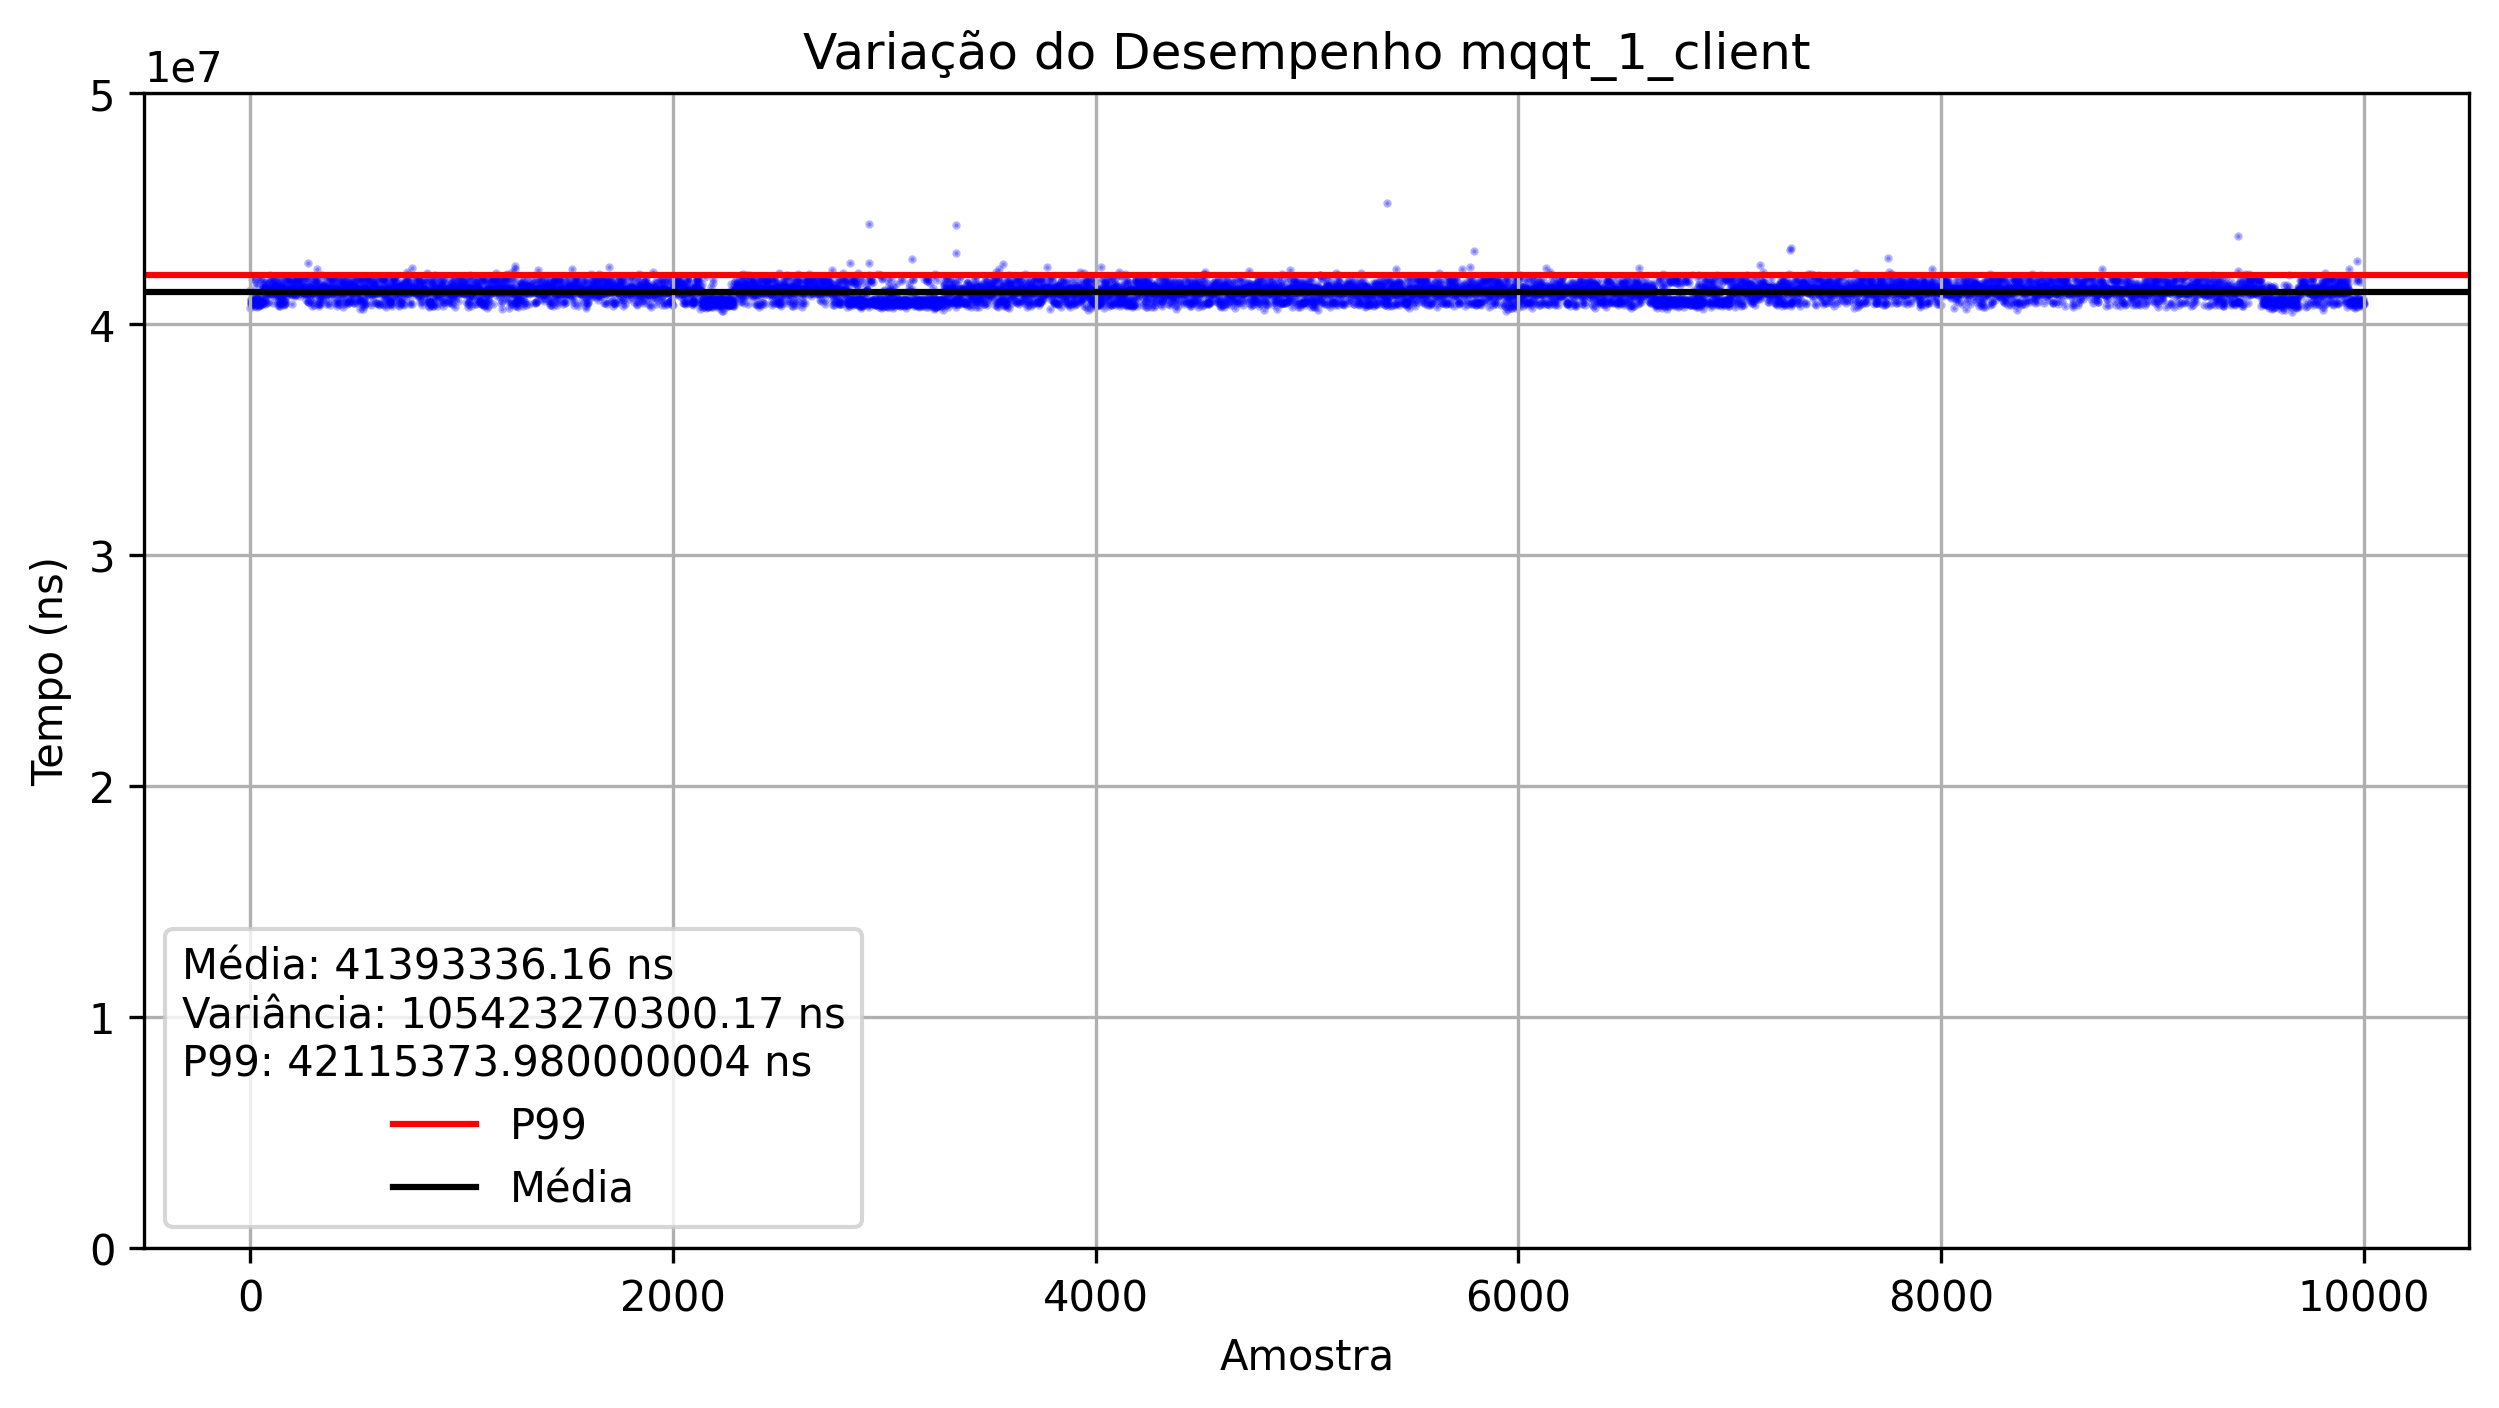 Variação do Desempenho mqqt_1_client
1e7
5
4
3
2
1
0
Tempo (ns)
Média: 41393336.16 ns
Variância: 105423270300.17 ns
P99: 42115373.980000004 ns
P99
Média
0 2000 4000 6000 8000 10000
Amostra